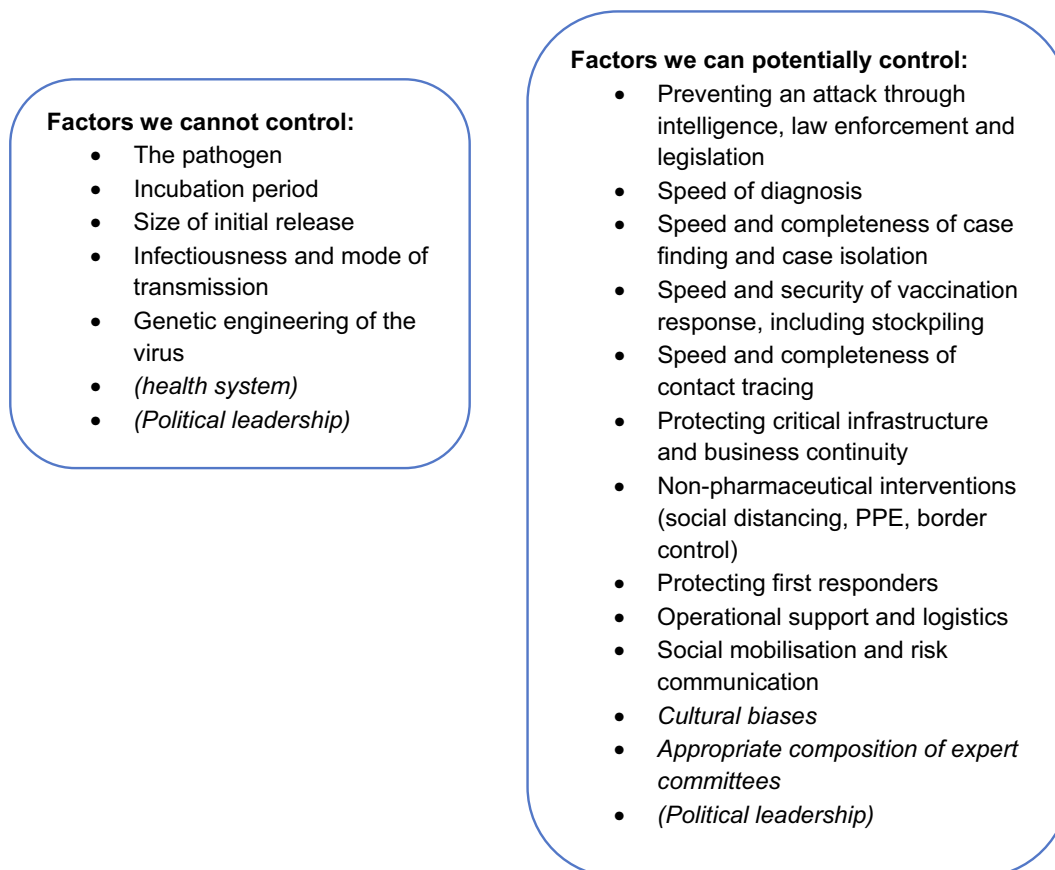 Factors we cannot control:
• The pathogen
• Incubation period
• Size of initial release
• Infectiousness and mode of
transmission
• Genetic engineering of the
virus
• (health system)
• (Political leadership)
Factors we can potentially control:
• Preventing an attack through
intelligence, law enforcement and
legislation
• Speed of diagnosis
• Speed and completeness of case
finding and case isolation
• Speed and security of vaccination
response, including stockpiling
• Speed and completeness of
contact tracing
• Protecting critical infrastructure
and business continuity
• Non-pharmaceutical interventions
(social distancing, PPE, border
control)
• Protecting first responders
• Operational support and logistics
• Social mobilisation and risk
communication
• Cultural biases
• Appropriate composition of expert
committees
• (Political leadership)